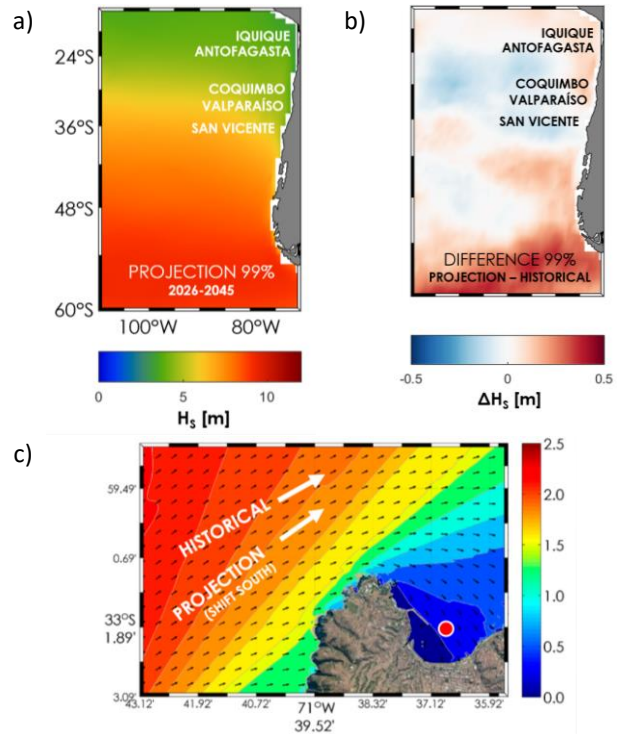 a)
b)
IQUIQUE
ANTOFAGASTA
COQUIMBO
VALPARAÍSO
SAN VICENTE
PROJECTION 99%
2026-2045
24°S
36°S
48°S
60°S
100°W
80°W
0
5
10
H_S [m]
IQUIQUE
ANTOFAGASTA
COQUIMBO
VALPARAÍSO
SAN VICENTE
DIFFERENCE 99%
PROJECTION – HISTORICAL
-0.5
0
0.5
ΔH_S [m]
c)
HISTORICAL
PROJECTION
(SHIFT SOUTH)
59.49'
0.69'
33°S
1.89'
3.09'
43.12'
41.92'
40.72'
71°W
39.52'
38.32'
37.12'
35.92'
2.5
2.0
1.5
1.0
0.5
0.0